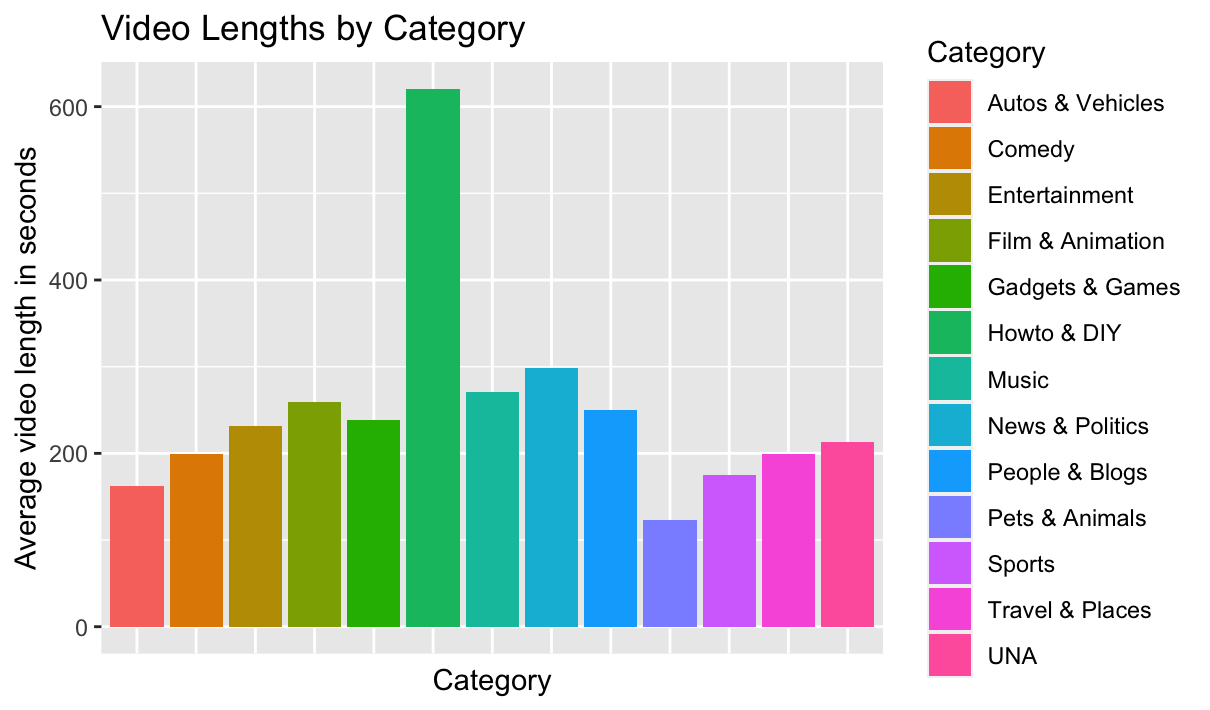 Video Lengths by Category
Average video length in seconds
600
400
200
0
Category
Category
Autos & Vehicles
Comedy
Entertainment
Film & Animation
Gadgets & Games
Howto & DIY
Music
News & Politics
People & Blogs
Pets & Animals
Sports
Travel & Places
UNA